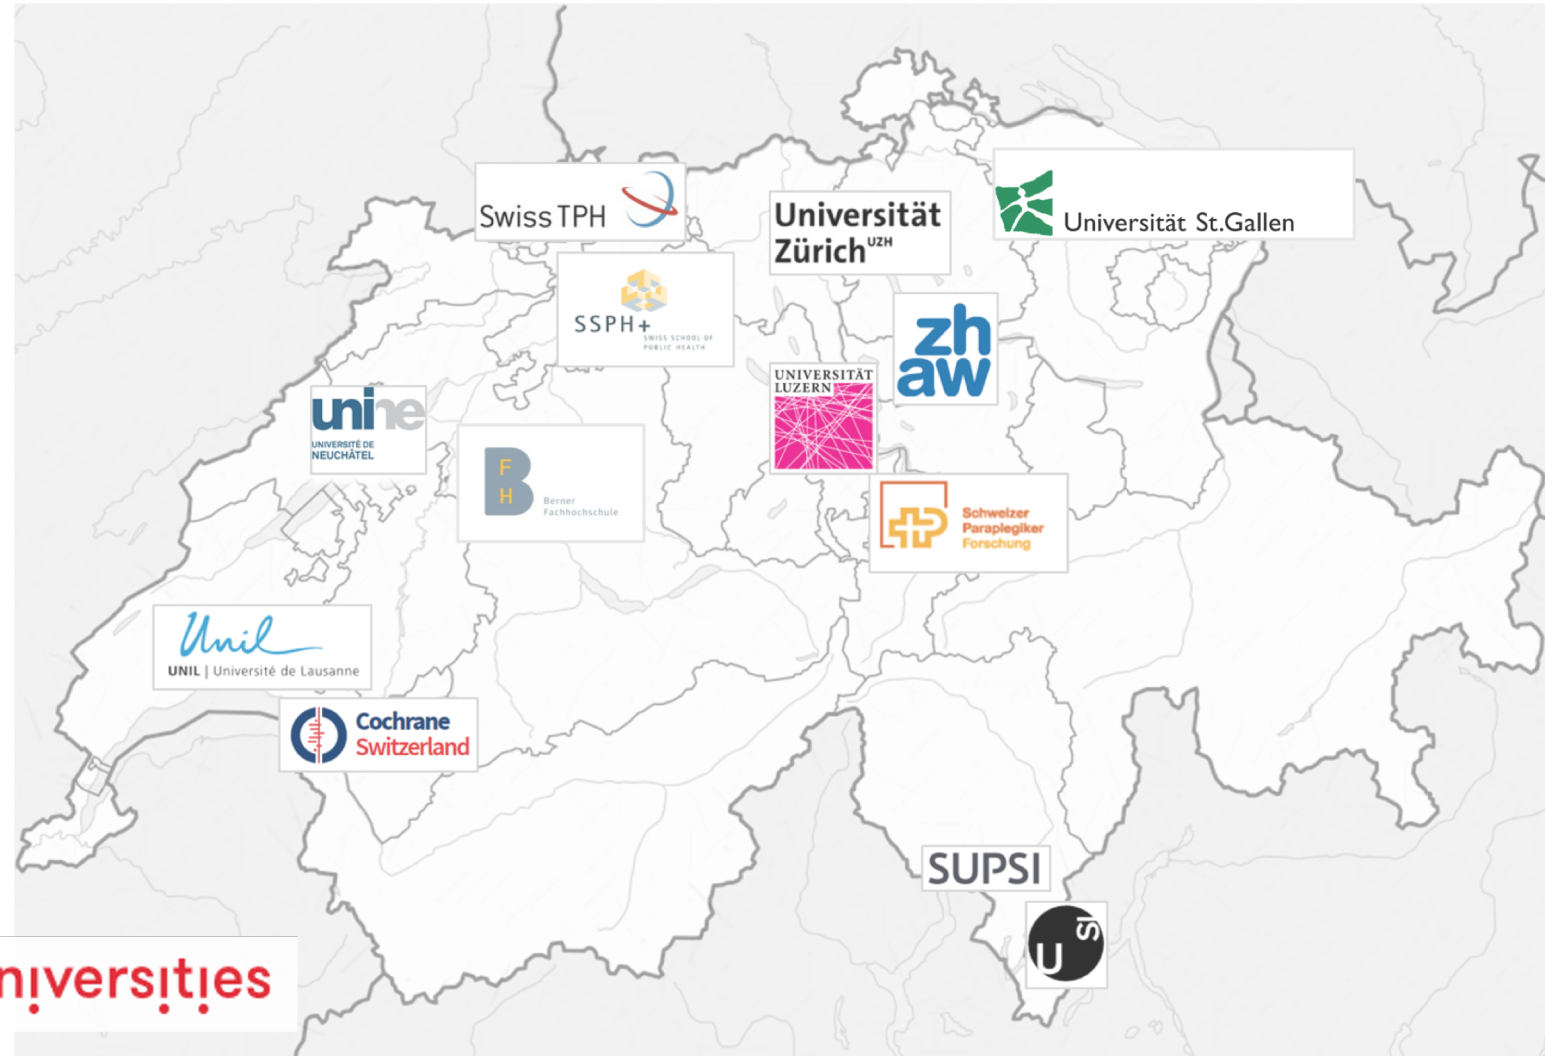 Swiss TPH
Universität
Zürich UZH
Universität St.Gallen
SSPH+
SWISS SCHOOL OF
PUBLIC HEALTH
zh
aw
UNIVERSITÄT
LUZERN
unine
UNIVERSITÉ DE
NEUCHÂTEL
B
F
H
Berner
Fachhochschule
Schweizer
Paraplegiker
Forschung
Unil
UNIL | Université de Lausanne
Cochrane
Switzerland
SUPSI
U
SI
niversities